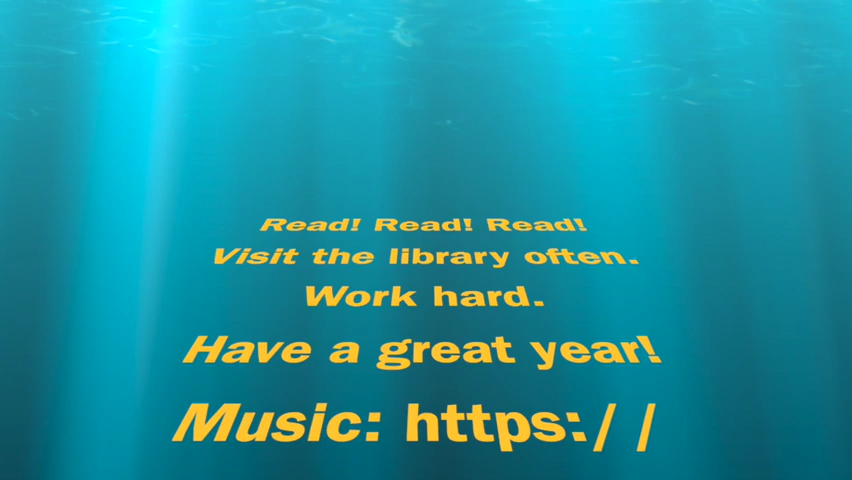 Read! Read! Read!
Visit the library often.
Work hard.
Have a great year!
Music: https://